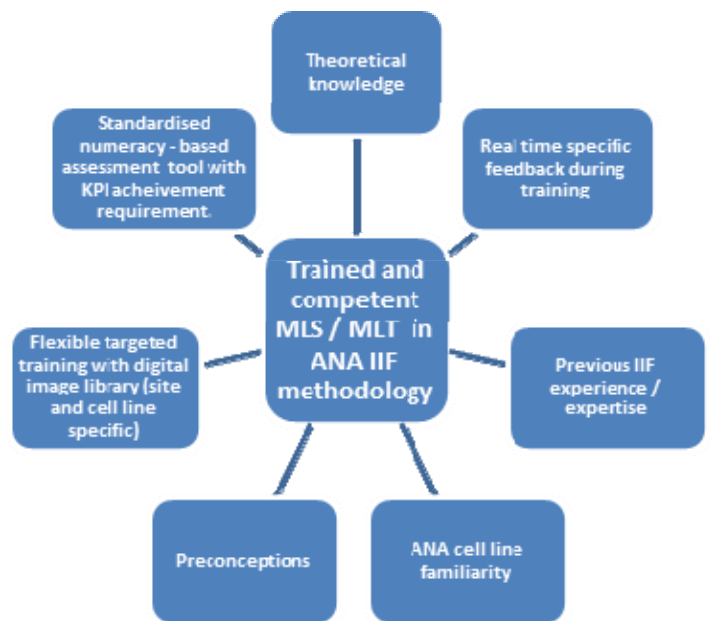 Theoretical
knowledge
Standardised
numeracy - based
assessment tool with
KPI acheivement
requirement.
Real time specific
feedback during
training
Trained and
competent
MLS / MLT in
ANA IIF
methodology
Flexible targeted
training with digital
image library (site
and cell line
specific)
Previous IIF
experience /
expertise
Preconceptions
ANA cell line
familiarity